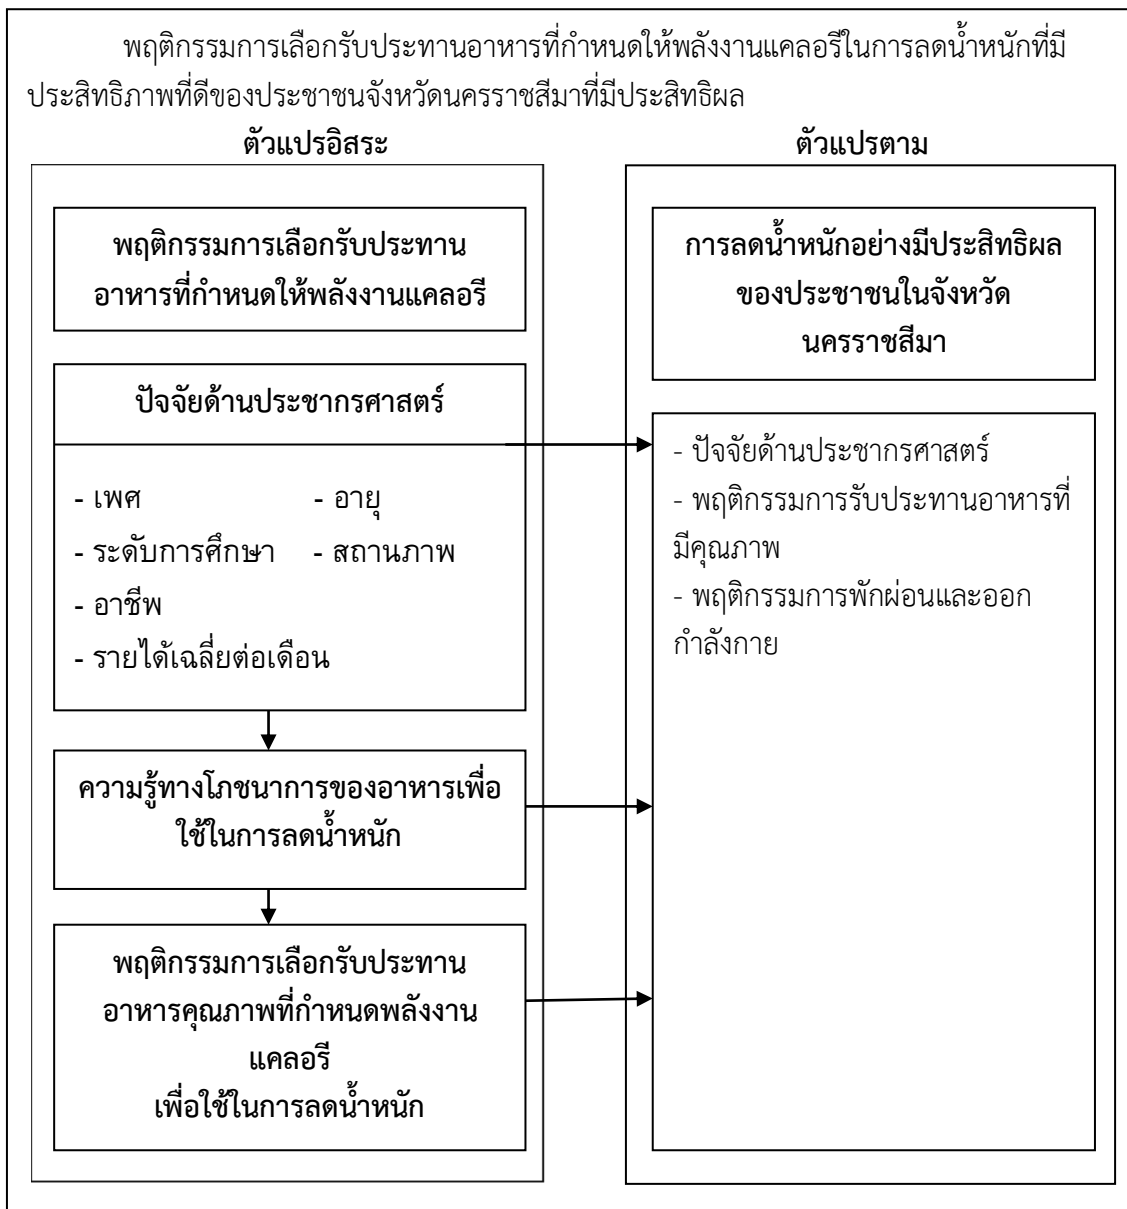 พฤติกรรมการเลือกรับประทานอาหารที่กำหนดให้พลังงานแคลอรีในการลดน้ำหนักที่มี
ประสิทธิภาพที่ดีของประชาชนจังหวัดนครราชสีมาที่มีประสิทธิผล
ตัวแปรอิสระ
พฤติกรรมการเลือกรับประทาน
อาหารที่กำหนดให้พลังงานแคลอรี
ปัจจัยด้านประชากรศาสตร์
- เพศ - อายุ
- ระดับการศึกษา - สถานภาพ
- อาชีพ
- รายได้เฉลี่ยต่อเดือน
ความรู้ทางโภชนาการของอาหารเพื่อ
ใช้ในการลดน้ำหนัก
พฤติกรรมการเลือกรับประทาน
อาหารคุณภาพที่กำหนดพลังงาน
แคลอรี
เพื่อใช้ในการลดน้ำหนัก
ตัวแปรตาม
การลดน้ำหนักอย่างมีประสิทธิผล
ของประชาชนในจังหวัด
นครราชสีมา
- ปัจจัยด้านประชากรศาสตร์
- พฤติกรรมการรับประทานอาหารที่
มีคุณภาพ
- พฤติกรรมการพักผ่อนและออก
กำลังกาย